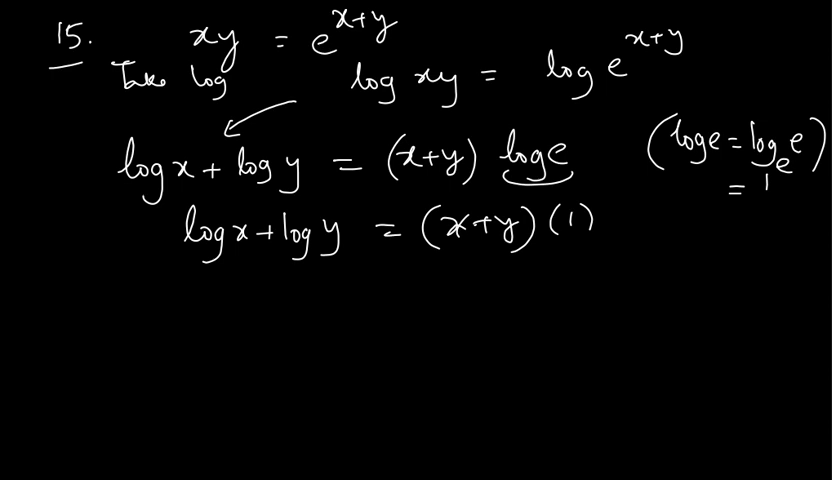 15. xy = e^{x+y}
Take log log xy = log e^{x+y}
log x + log y = (x+y) log e (log e = log_e e)
= 1
log x + log y = (x+y) (1)